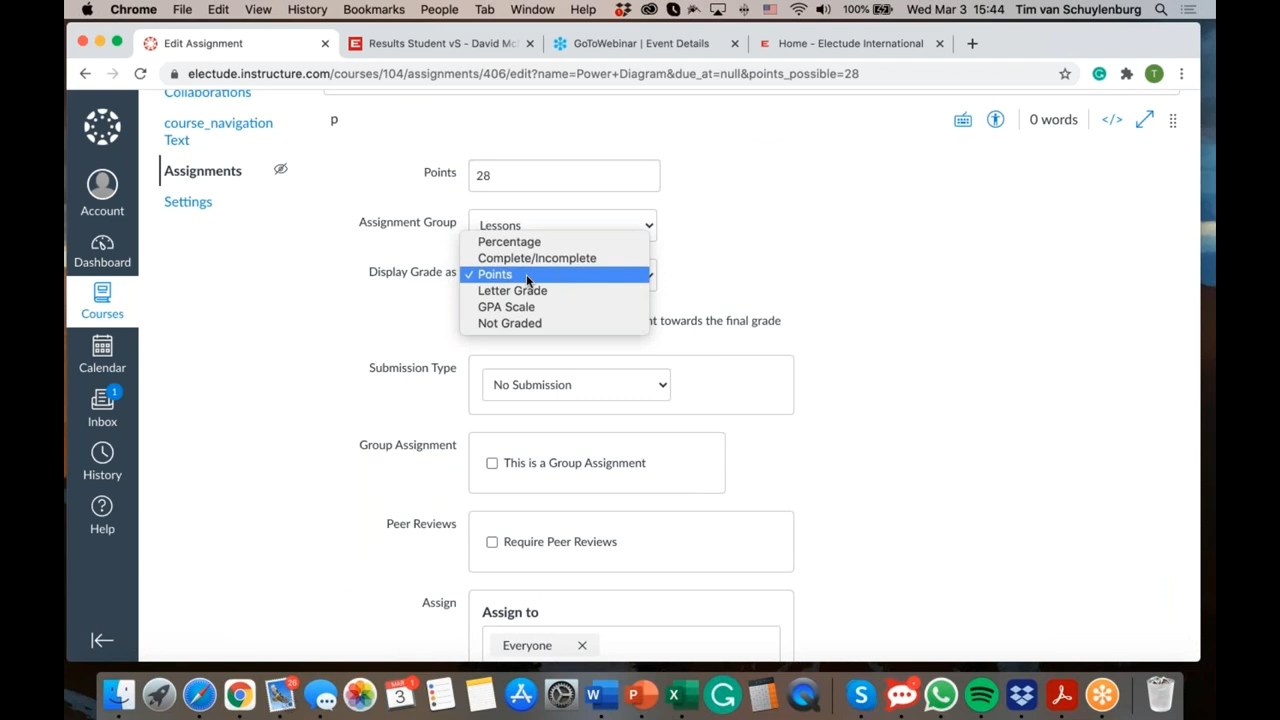 Chrome File Edit View History Bookmarks People Tab Window Help 100% Wed Mar 3 15:44 Tim van Schuylenburg
Edit Assignment Results Student vS - David Mc GoToWebinar | Event Details Home - Electude International
electude.instructure.com/courses/104/assignments/406/edit?name=Power+Diagram&due_at=null&points_possible=28 T
Collaborations
course_navigation
Text
Assignments
Settings
Account
Dashboard
Courses
Calendar
1
Inbox
History
Help
p 0 words </>
Points 28
Assignment Group Lessons
Percentage
Complete/Incomplete
Display Grade as ✓ Points
Letter Grade
GPA Scale
t towards the final grade
Not Graded
Submission Type No Submission
Group Assignment This is a Group Assignment
Peer Reviews Require Peer Reviews
Assign Assign to
Everyone
MAR
3
1